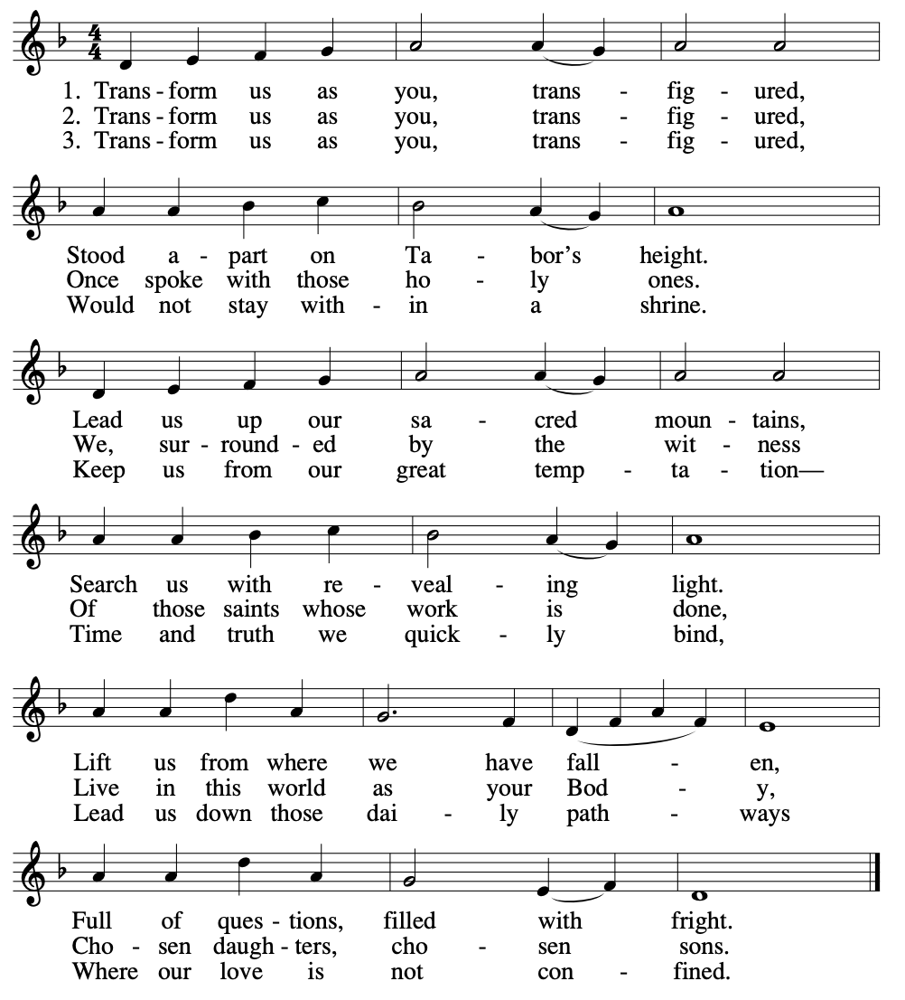 4
4
1. Trans - form us as you, trans - fig - ured,
2. Trans - form us as you, trans - fig - ured,
3. Trans - form us as you, trans - fig - ured,
Stood a - part on Ta - bor's height.
Once spoke with those ho - ly ones.
Would not stay with - in a shrine.
Lead us up our sa - cred moun - tains,
We, sur - round - ed by the wit - ness
Keep us from our great temp - ta - tion—
Search us with re - veal - ing light.
Of those saints whose work is done,
Time and truth we quick - ly bind,
Lift us from where we have fall - en,
Live in this world as your Bod - y,
Lead us down those dai - ly path - ways
Full of ques - tions, filled with fright.
Cho - sen daugh - ters, cho - sen sons.
Where our love is not con - fined.